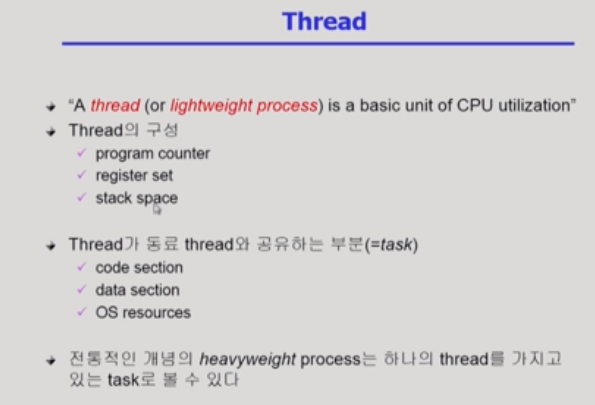 Thread
“A thread (or lightweight process) is a basic unit of CPU utilization”
Thread의 구성
program counter
register set
stack space
Thread가 동료 thread와 공유하는 부분(=task)
code section
data section
OS resources
전통적인 개념의 heavyweight process는 하나의 thread를 가지고
있는 task로 볼 수 있다